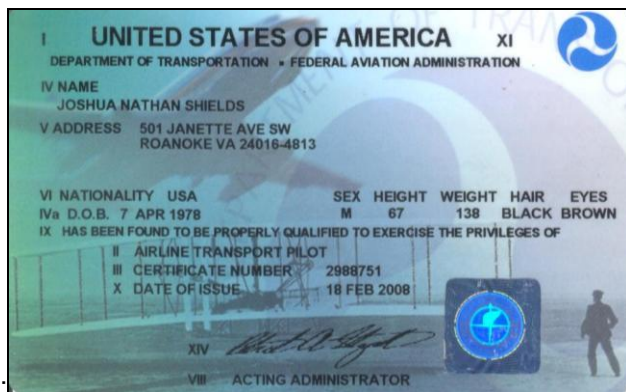 I UNITED STATES OF AMERICA XI
DEPARTMENT OF TRANSPORTATION • FEDERAL AVIATION ADMINISTRATION
IV NAME
JOSHUA NATHAN SHIELDS
V ADDRESS 501 JANETTE AVE SW
ROANOKE VA 24016-4813
VI NATIONALITY USA SEX HEIGHT WEIGHT HAIR EYES
IVa D.O.B. 7 APR 1978 M 67 138 BLACK BROWN
IX HAS BEEN FOUND TO BE PROPERLY QUALIFIED TO EXERCISE THE PRIVILEGES OF
II AIRLINE TRANSPORT PILOT
III CERTIFICATE NUMBER 2988751
X DATE OF ISSUE 18 FEB 2008
XIV
VIII ACTING ADMINISTRATOR